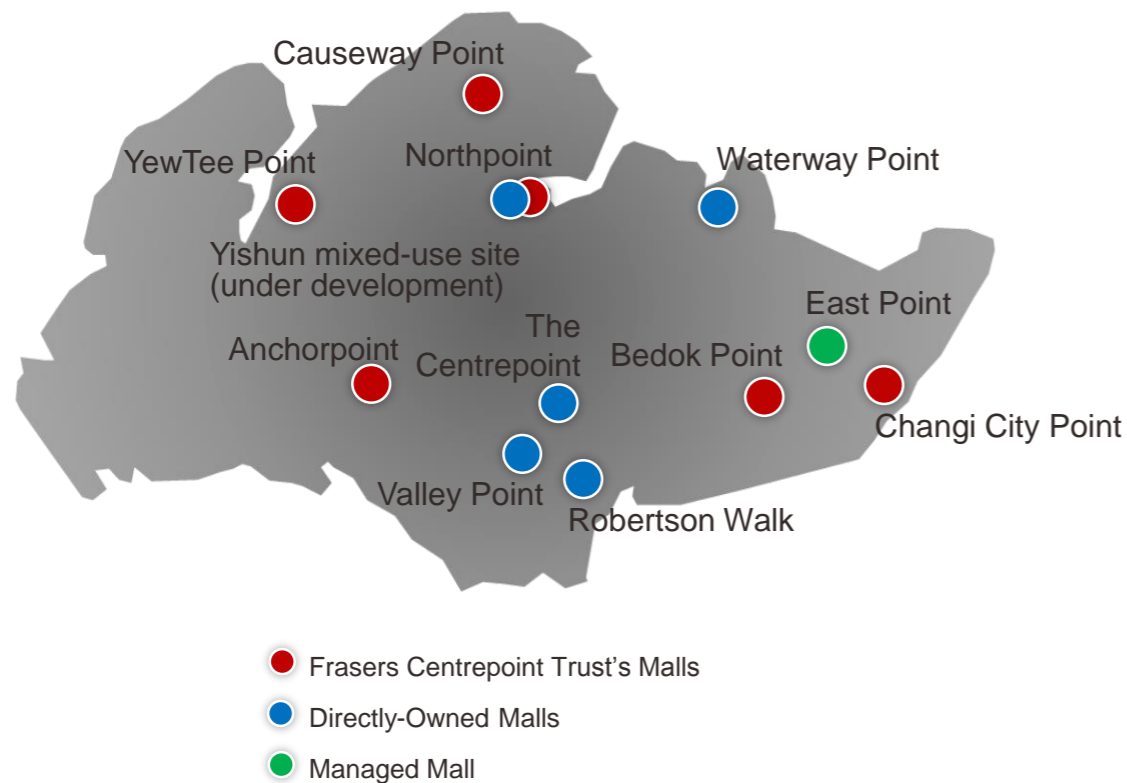 Causeway Point
YewTee Point
Northpoint
Waterway Point
Yishun mixed-use site
(under development)
East Point
The
Centrepoint
Anchorpoint
Bedok Point
Changi City Point
Valley Point
Robertson Walk
Frasers Centrepoint Trust’s Malls
Directly-Owned Malls
Managed Mall